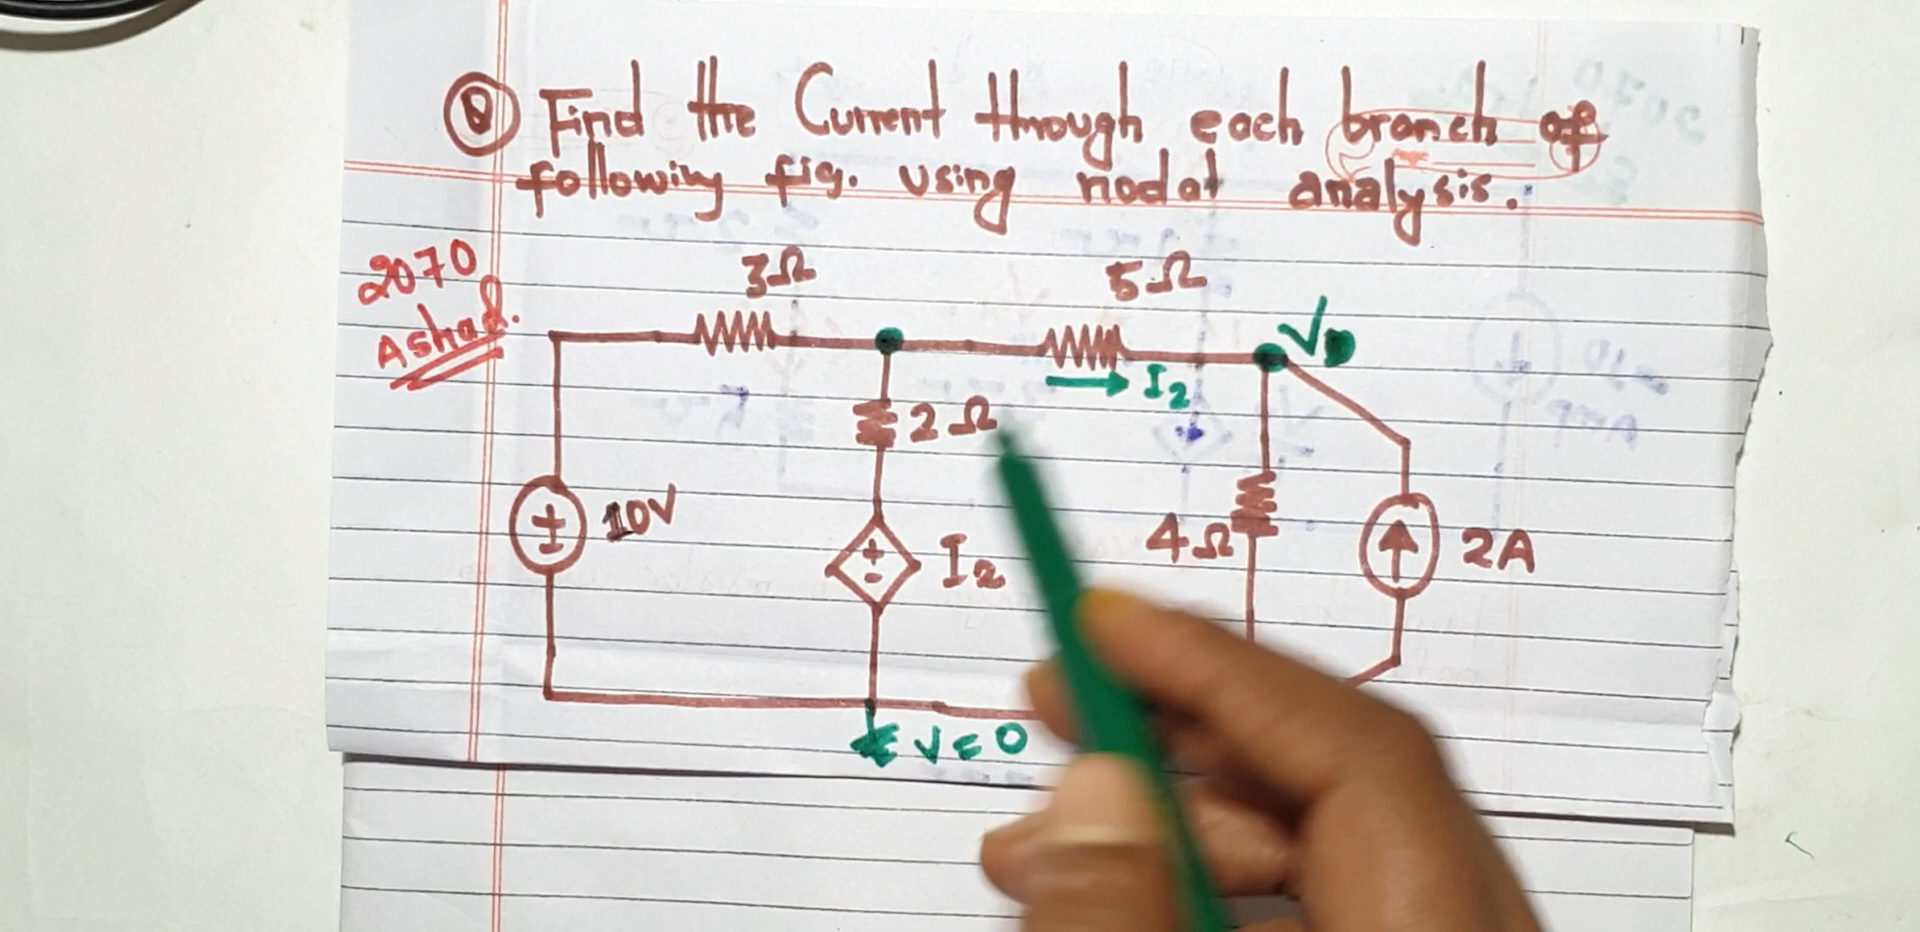 Q Find the Current through each branch of
following fig. using nodal analysis.
2070
Ashad.
3Ω
5Ω
VB
I2
2Ω
10V
I2
4Ω
2A
V=0